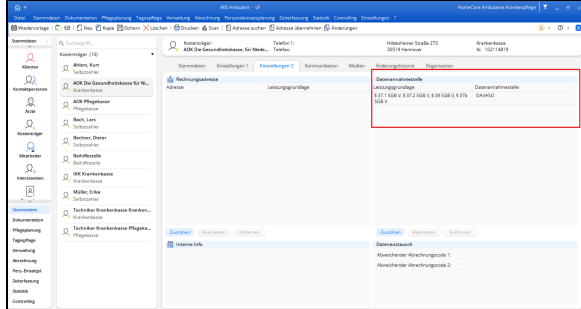 MD Ambulant - LF
HomeCare Ambulante Krankenpflege
Datei Stammdaten Dokumentation Pflegeplanung Tagespflege Verwaltung Abrechnung Personaleinsatzplanung Zeiterfassung Statistik Controlling Einstellungen ?
Wiedervorlage Neu Kopie Sichern Löschen Drucken Scan Adresse suchen Adresse übernehmen Änderungen
Stammdaten
Klienten
Kontaktpersonen
Ärzte
Kostenträger
Mitarbeiter
Interessenten
Stammdaten
Dokumentation
Pflegeplanung
Tagespflege
Verwaltung
Abrechnung
Pers.-Einsatzpl.
Zeiterfassung
Statistik
Controlling
Suchbegriff...
Kostenträger (10)
Ahlers, Kurt
Selbstzahler
AOK Die Gesundheitskasse für Ni...
Krankenkasse
AOK Pflegekasse
Pflegekasse
Bach, Lars
Selbstzahler
Bechter, Dieter
Selbstzahler
Beihilfestelle
Beihilfestelle
IKK Krankenkasse
Krankenkasse
Müller, Erika
Selbstzahler
Techniker Krankenkasse Kranken...
Krankenkasse
Techniker Krankenkasse Pflegeka...
Pflegekasse
Kostenträger: Telefon 1: Hildesheimer Straße 273 Krankenkasse
AOK Die Gesundheitskasse, für Niede... Telefax: 30519 Hannover Ik: 102114819
Stammdaten Einstellungen 1 Einstellungen 2 Kommunikation Medien Änderungshistorie Organisation
Rechnungsadresse
Adresse Leistungsgrundlage
Zuordnen Bearbeiten Entfernen
Interne Info
Datenannahmestelle
Leistungsgrundlage Datenannahmestelle
§ 37.1 SGB V, § 37.2 SGB V, § 38 SGB V, § 37b DAVASO
SGB V
Zuordnen Bearbeiten Entfernen
Datenaustausch
Abweichender Abrechnungscode 1:
Abweichender Abrechnungscode 2: